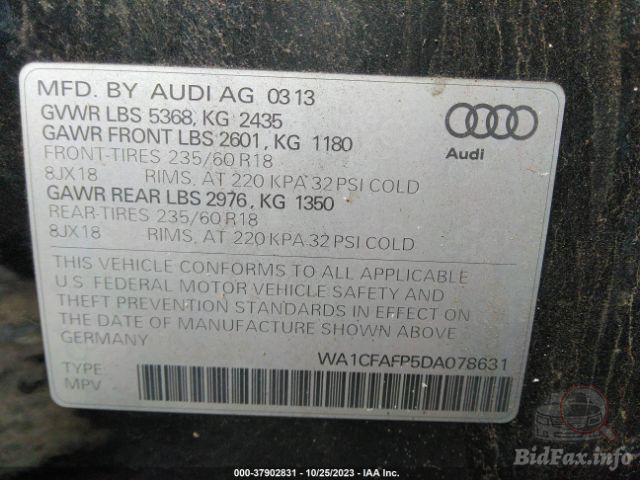 MFD. BY AUDI AG 0313
GVWR LBS 5368, KG 2435
GAWR FRONT LBS 2601, KG 1180
FRONT-TIRES 235/60 R18
8JX18 RIMS, AT 220 KPA 32 PSI COLD
GAWR REAR LBS 2976, KG 1350
REAR-TIRES 235/60 R18
8JX18 RIMS, AT 220 KPA 32 PSI COLD
Audi
THIS VEHICLE CONFORMS TO ALL APPLICABLE
U.S. FEDERAL MOTOR VEHICLE SAFETY AND
THEFT PREVENTION STANDARDS IN EFFECT ON
THE DATE OF MANUFACTURE SHOWN ABOVE
GERMANY
WA1CFAFP5DA078631
TYPE:
MPV
000-37902831 - 10/25/2023 - IAA Inc.
BidFax.info